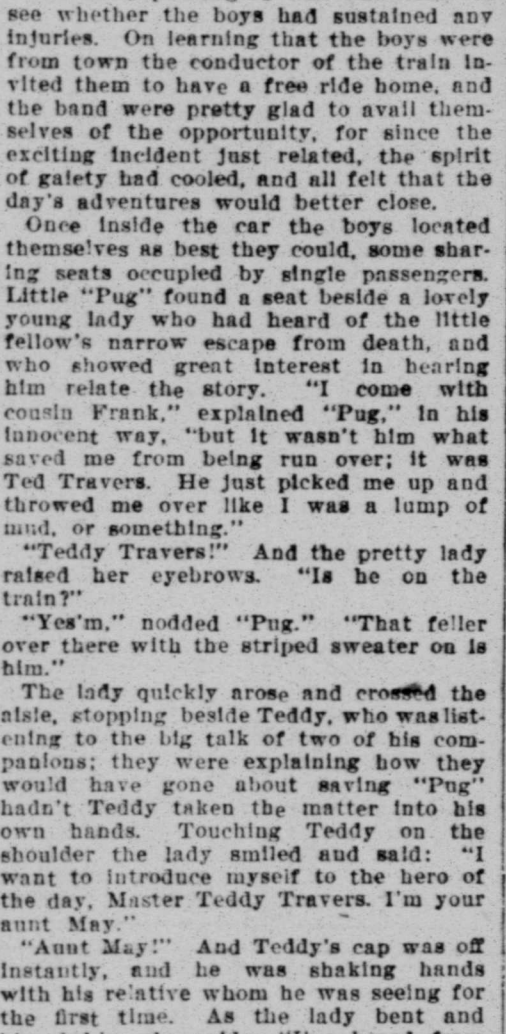 see whether the boys had sustained any
injuries. On learning that the boys were
from town the conductor of the train in-
vited them to have a free ride home, and
the band were pretty glad to avail them-
selves of the opportunity, for since the
exciting incident just related, the spirit
of gaiety had cooled, and all felt that the
day's adventures would better close.
Once inside the car the boys located
themselves as best they could, some shar-
ing seats occupied by single passengers.
Little "Pug" found a seat beside a lovely
young lady who had heard of the little
fellow's narrow escape from death, and
who showed great interest in hearing
him relate the story. "I come with
cousin Frank," explained "Pug," in his
innocent way, "but it wasn't him what
saved me from being run over; it was
Ted Travers. He just picked me up and
throwed me over like I was a lump of
mud, or something."
"Teddy Travers!" And the pretty lady
raised her eyebrows. "Is he on the
train?"
"Yes'm," nodded "Pug." "That feller
over there with the striped sweater on is
him."
The lady quickly arose and crossed the
aisle, stopping beside Teddy, who was list-
ening to the big talk of two of his com-
panions; they were explaining how they
would have gone about saving "Pug"
hadn't Teddy taken the matter into his
own hands. Touching Teddy on the
shoulder the lady smiled and said: "I
want to introduce myself to the hero of
the day, Master Teddy Travers. I'm your
aunt May."
"Aunt May!" And Teddy's cap was off
instantly, and he was shaking hands
with his relative whom he was seeing for
the first time. As the lady bent and